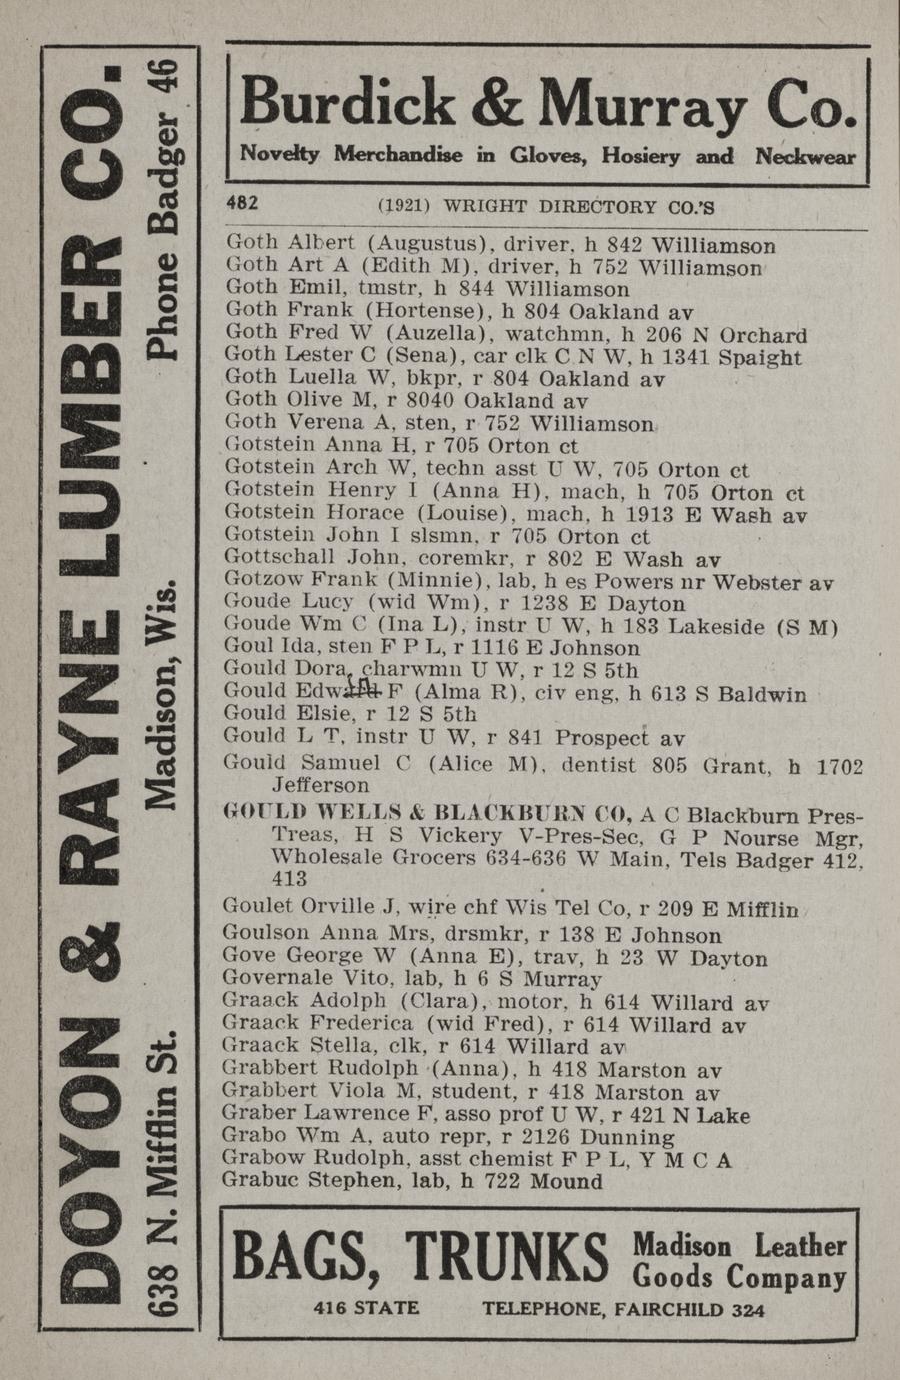 DOYON & RAYNE LUMBER CO.
638 N. Mifflin St. Madison, Wis. Phone Badger 46
Burdick & Murray Co.
Novelty Merchandise in Gloves, Hosiery and Neckwear
482 (1921) WRIGHT DIRECTORY CO.'S
Goth Albert (Augustus), driver, h 842 Williamson
Goth Art A (Edith M), driver, h 752 Williamson
Goth Emil, tmstr, h 844 Williamson
Goth Frank (Hortense), h 804 Oakland av
Goth Fred W (Auzella), watchmn, h 206 N Orchard
Goth Lester C (Sena), car clk C N W, h 1341 Spaight
Goth Luella W, bkpr, r 804 Oakland av
Goth Olive M, r 8040 Oakland av
Goth Verena A, sten, r 752 Williamson
Gotstein Anna H, r 705 Orton ct
Gotstein Arch W, techn asst U W, 705 Orton ct
Gotstein Henry I (Anna H), mach, h 705 Orton ct
Gotstein Horace (Louise), mach, h 1913 E Wash av
Gotstein John I slsmn, r 705 Orton ct
Gottschall John, coremkr, r 802 E Wash av
Gotzow Frank (Minnie), lab, h es Powers nr Webster av
Goude Lucy (wid Wm), r 1238 E Dayton
Goude Wm C (Ina L), instr U W, h 183 Lakeside (S M)
Goul Ida, sten F P L, r 1116 E Johnson
Gould Dora, charwmn U W, r 12 S 5th
Gould F (Alma R), civ eng, h 613 S Baldwin
Gould Elsie, r 12 S 5th
Gould L T, instr U W, r 841 Prospect av
Gould Samuel C (Alice M), dentist 805 Grant, h 1702
Jefferson
GOULD WELLS & BLACKBURN CO, A C Blackburn Pres-
Treas, H S Vickery V-Pres-Sec, G P Nourse Mgr,
Wholesale Grocers 634-636 W Main, Tels Badger 412,
413
Goulet Orville J, wire chf Wis Tel Co, r 209 E Mifflin
Goulson Anna Mrs, drsmkr, r 138 E Johnson
Gove George W (Anna E), trav, h 23 W Dayton
Governale Vito, lab, h 6 S Murray
Graack Adolph (Clara), motor, h 614 Willard av
Graack Frederica (wid Fred), r 614 Willard av
Graack Stella, clk, r 614 Willard av
Grabbert Rudolph (Anna), h 418 Marston av
Grabbert Viola M, student, r 418 Marston av
Graber Lawrence F, asso prof U W, r 421 N Lake
Grabo Wm A, auto repr, r 2126 Dunning
Grabow Rudolph, asst chemist F P L, Y M C A
Grabuc Stephen, lab, h 722 Mound
BAGS, TRUNKS Madison Leather
Goods Company
416 STATE TELEPHONE, FAIRCHILD 324